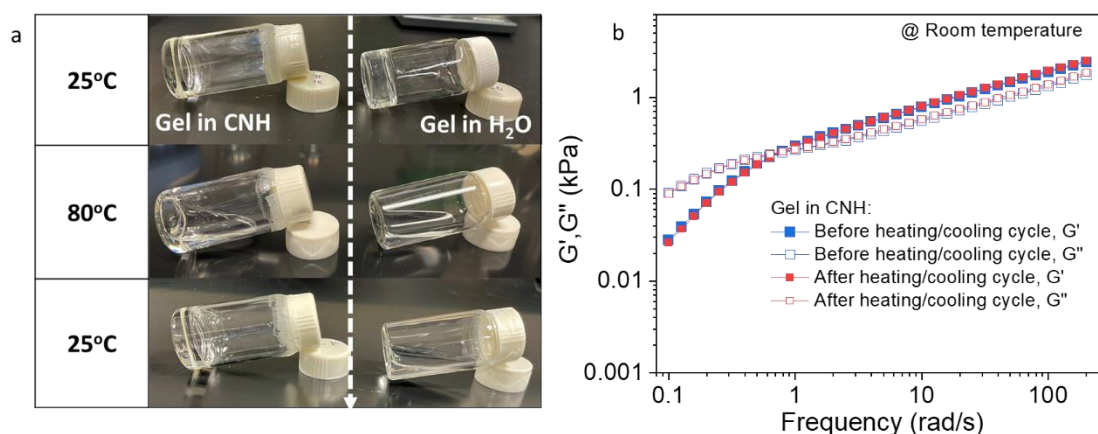 a
25°C
Gel in CNH
Gel in H₂O
80°C
25°C
b
@ Room temperature
G',G" (kPa)
1
0.1
0.01
0.001
Gel in CNH:
Before heating/cooling cycle, G'
Before heating/cooling cycle, G"
After heating/cooling cycle, G'
After heating/cooling cycle, G"
0.1 1 10 100
Frequency (rad/s)